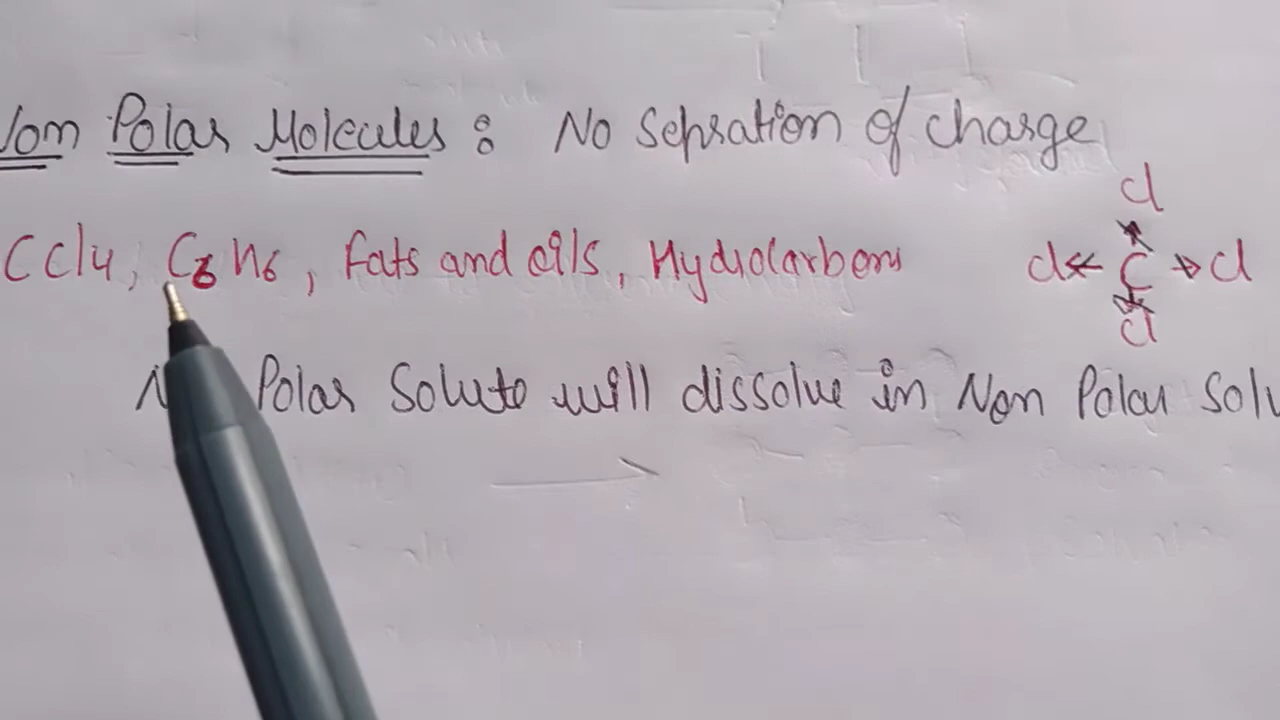 Non Polar Molecules : No Sepration of charge
Cl
CCl4, C6H6, Fats and oils, Hydrocarbons Cl C Cl
Cl
Polar Solute will dissolve in Non Polar Solv